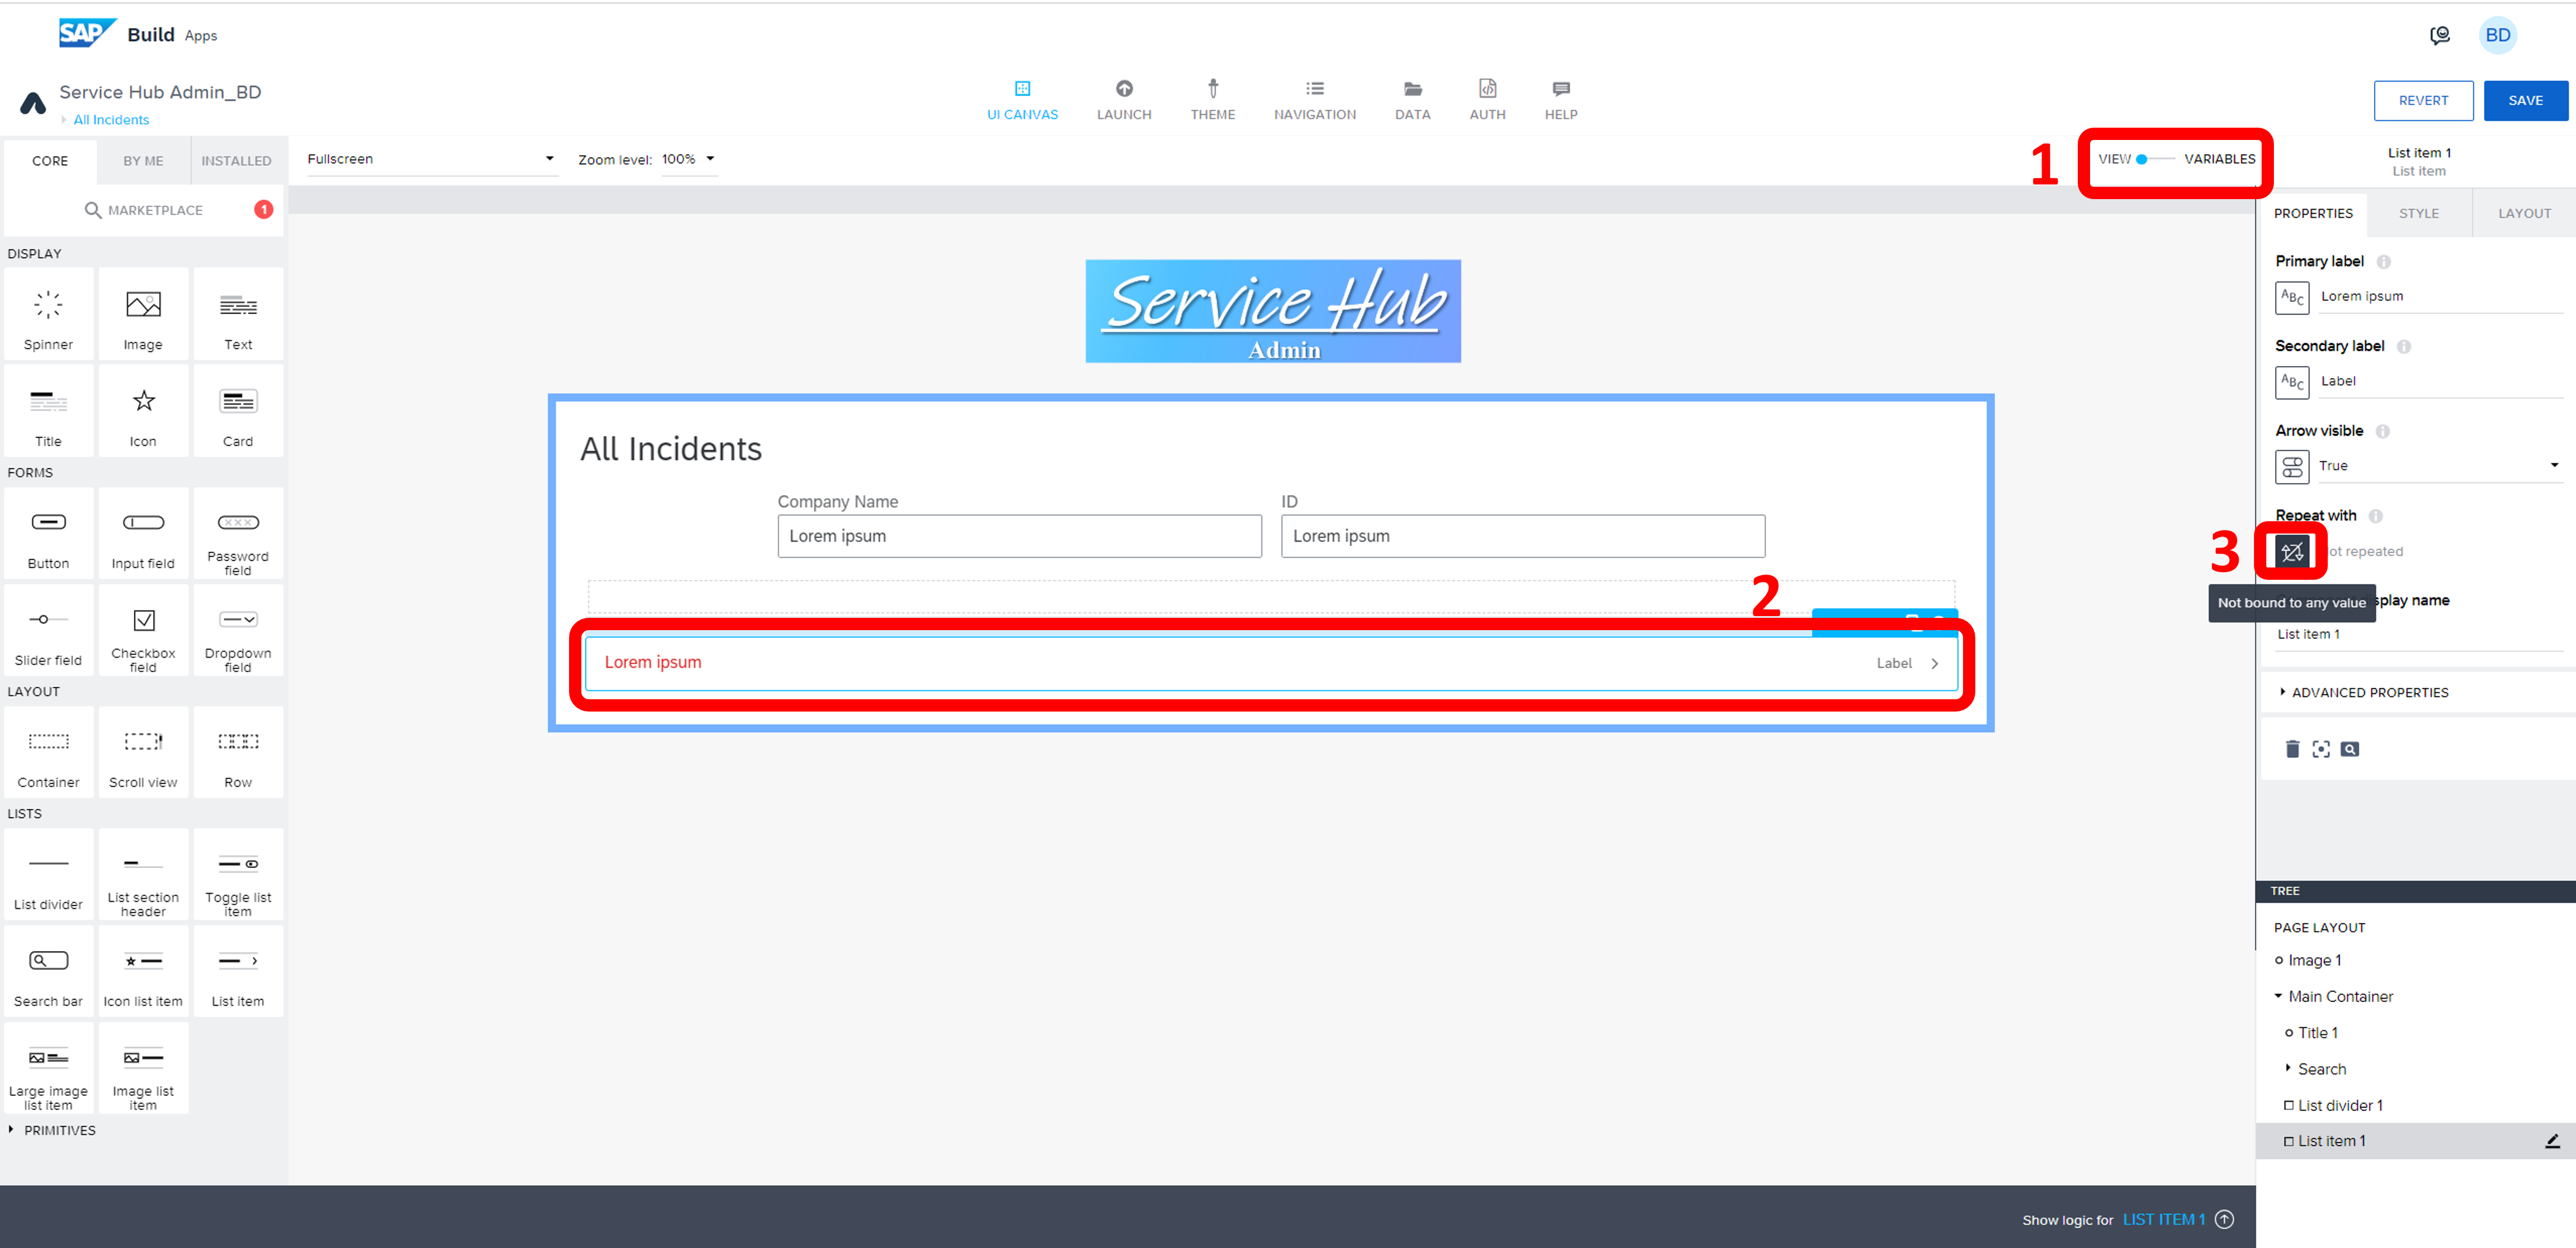 SAP Build Apps
BD
Service Hub Admin_BD
All Incidents
UI CANVAS
LAUNCH
THEME
NAVIGATION
DATA
AUTH
HELP
REVERT
SAVE
CORE
BY ME
INSTALLED
Fullscreen
Zoom level: 100%
1
VIEW
VARIABLES
List item 1
List item
MARKETPLACE
1
PROPERTIES
STYLE
LAYOUT
DISPLAY
Spinner
Image
Text
Title
Icon
Card
FORMS
Button
Input field
Password
field
Slider field
Checkbox
field
Dropdown
field
LAYOUT
Container
Scroll view
Row
LISTS
List divider
List section
header
Toggle list
item
Search bar
Icon list item
List item
Large image
list item
Image list
item
PRIMITIVES
Service Hub
Admin
All Incidents
Company Name
Lorem ipsum
ID
Lorem ipsum
2
Lorem ipsum
Label
Primary label
ABC
Lorem ipsum
Secondary label
ABC
Label
Arrow visible
True
Repeat with
3
ot repeated
Not bound to any value
splay name
List item 1
ADVANCED PROPERTIES
TREE
PAGE LAYOUT
Image 1
Main Container
Title 1
Search
List divider 1
List item 1
Show logic for LIST ITEM 1